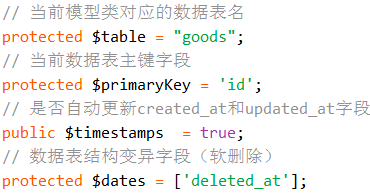 // 当前模型类对应的数据表名
protected $table = "goods";
// 当前数据表主键字段
protected $primaryKey = 'id';
// 是否自动更新created_at和updated_at字段
public $timestamps  = true;
// 数据表结构变异字段（软删除）
protected $dates = ['deleted_at'];